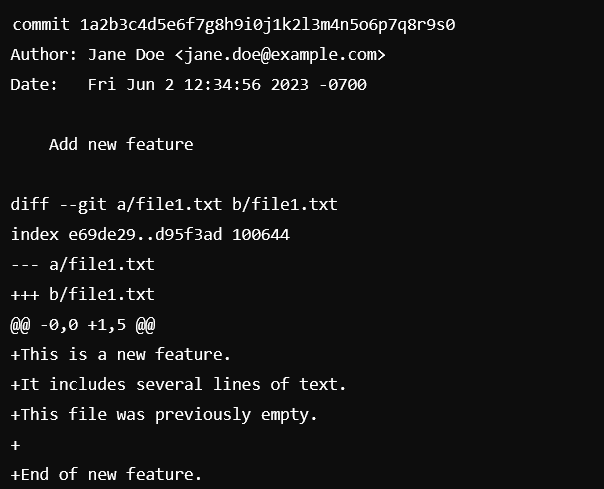 commit 1a2b3c4d5e6f7g8h9i0j1k2l3m4n5o6p7q8r9s0
Author: Jane Doe <jane.doe@example.com>
Date:   Fri Jun 2 12:34:56 2023 -0700

    Add new feature

diff --git a/file1.txt b/file1.txt
index e69de29..d95f3ad 100644
--- a/file1.txt
+++ b/file1.txt
@@ -0,0 +1,5 @@
+This is a new feature.
+It includes several lines of text.
+This file was previously empty.
+
+End of new feature.